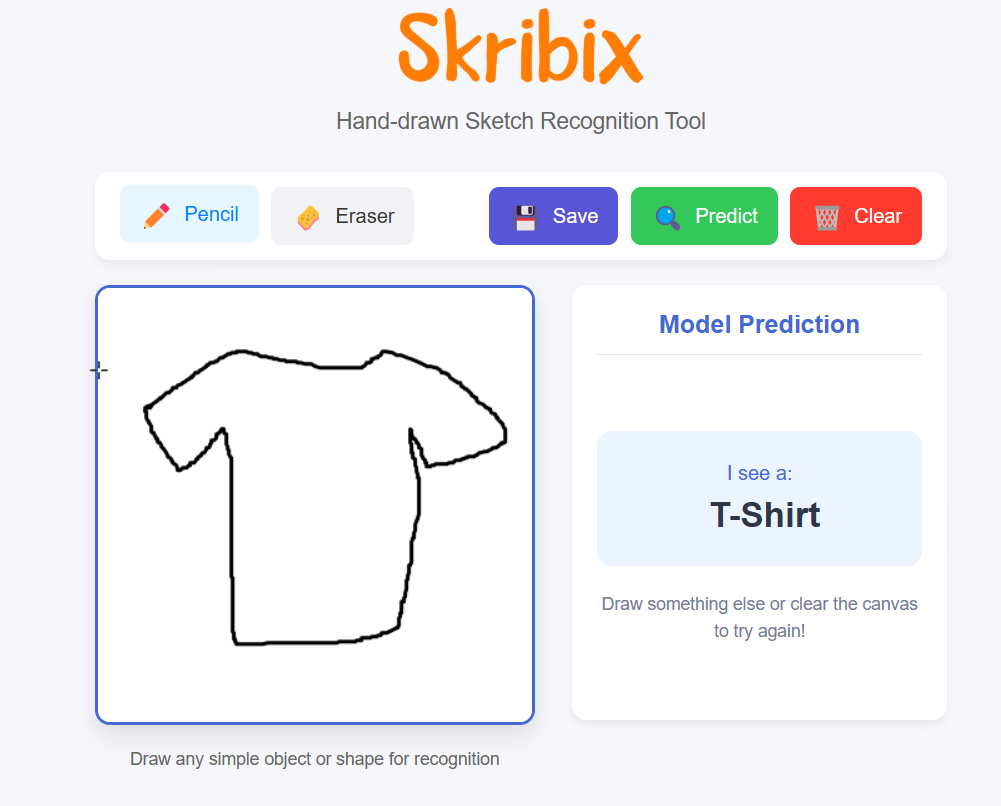 Skribix
Hand-drawn Sketch Recognition Tool
Pencil Eraser Save Predict Clear
Model Prediction
I see a:
T-Shirt
Draw something else or clear the canvas
to try again!
Draw any simple object or shape for recognition